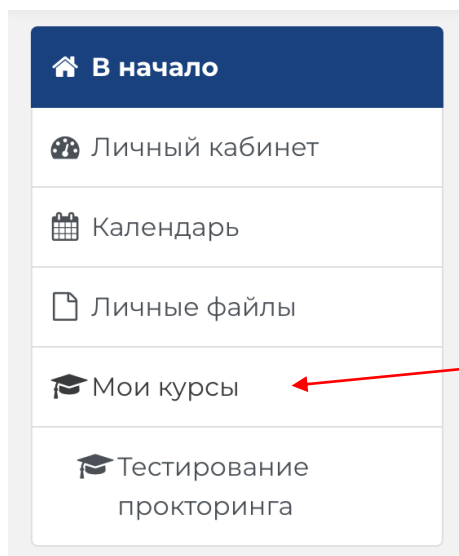 В начало
Личный кабинет
Календарь
Личные файлы
Мои курсы
Тестирование
прокторинга